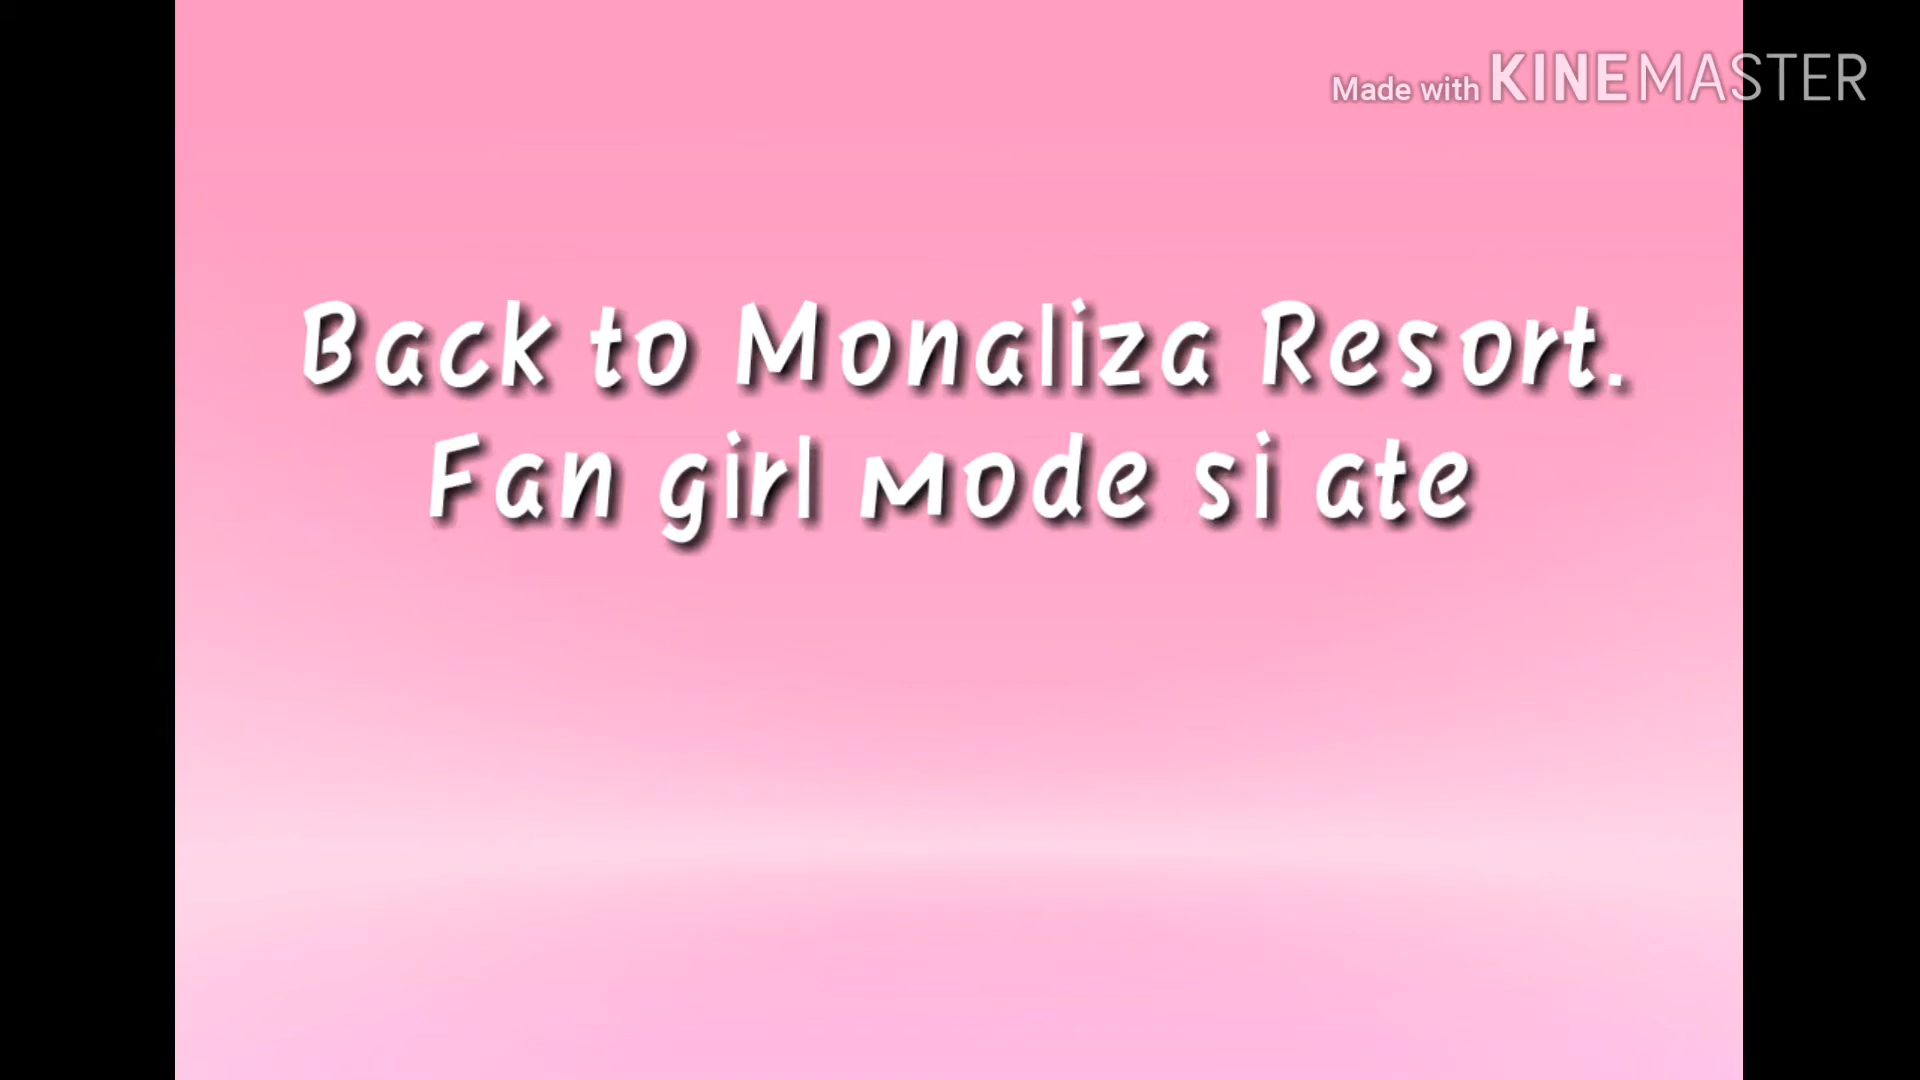 Made with KINEMASTER
Back to Monaliza Resort.
Fan girl mode si ate